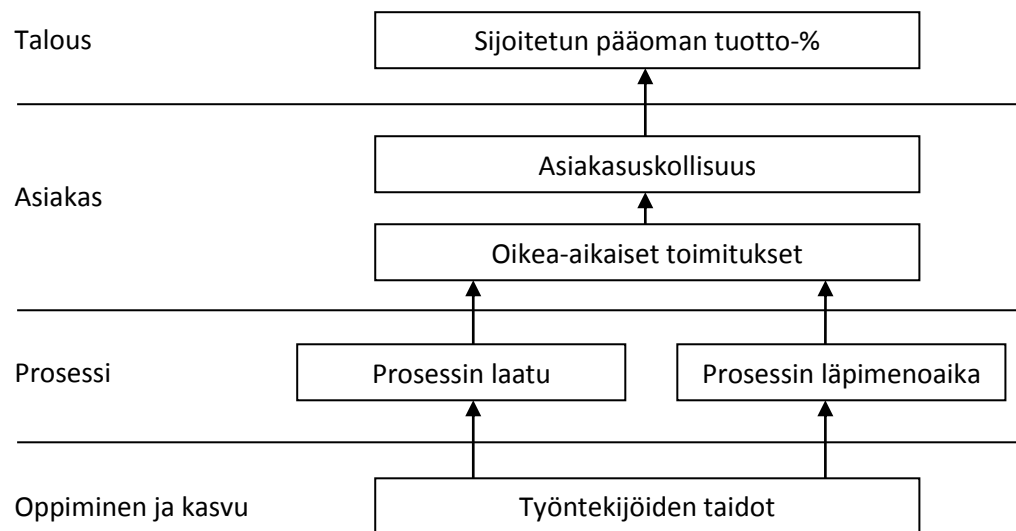 Talous
Sijoitetun pääoman tuotto-%
Asiakasuskollisuus
Asiakas
Oikea-aikaiset toimitukset
Prosessi
Prosessin laatu
Prosessin läpimenoaika
Oppiminen ja kasvu
Työntekijöiden taidot